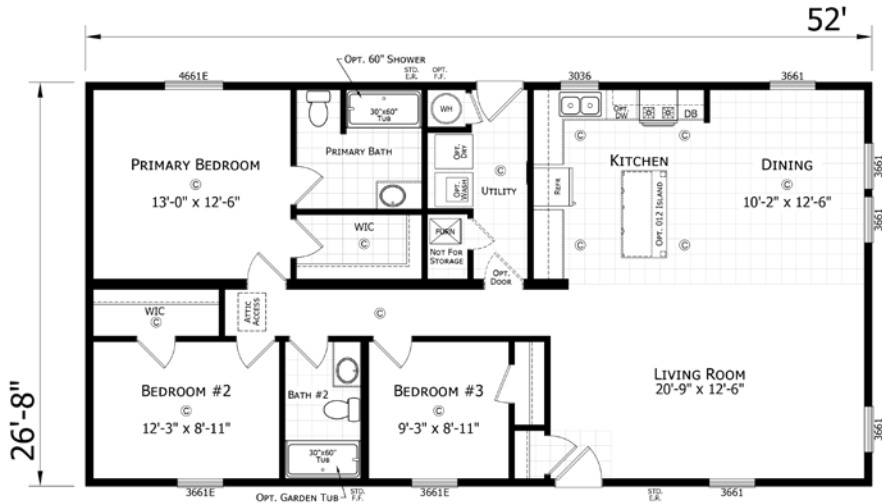 52'
OPT. 60" SHOWER
STD.
E.R.
OPT.
F.F.
4661E
3036
3661
30"x60"
TUB
WH
OPT.
DW
DB
PRIMARY BATH
OPT.
DRY
PRIMARY BEDROOM
C
13'-0" x 12'-6"
OPT.
WASH
C
UTILITY
REFR
KITCHEN
C
C
C
C
OPT. 012 ISLAND
DINING
C
10'-2" x 12'-6"
3661
3661
WIC
C
FURN
NOT FOR
STORAGE
OPT.
DOOR
26'-8"
WIC
C
ATTIC
ACCESS
C
BEDROOM #2
C
12'-3" x 8'-11"
BATH #2
BEDROOM #3
C
9'-3" x 8'-11"
LIVING ROOM
20'-9" x 12'-6"
3661
30"x60"
TUB
3661E
OPT. GARDEN TUB
STD.
F.F.
3661E
STD.
E.R.
3661